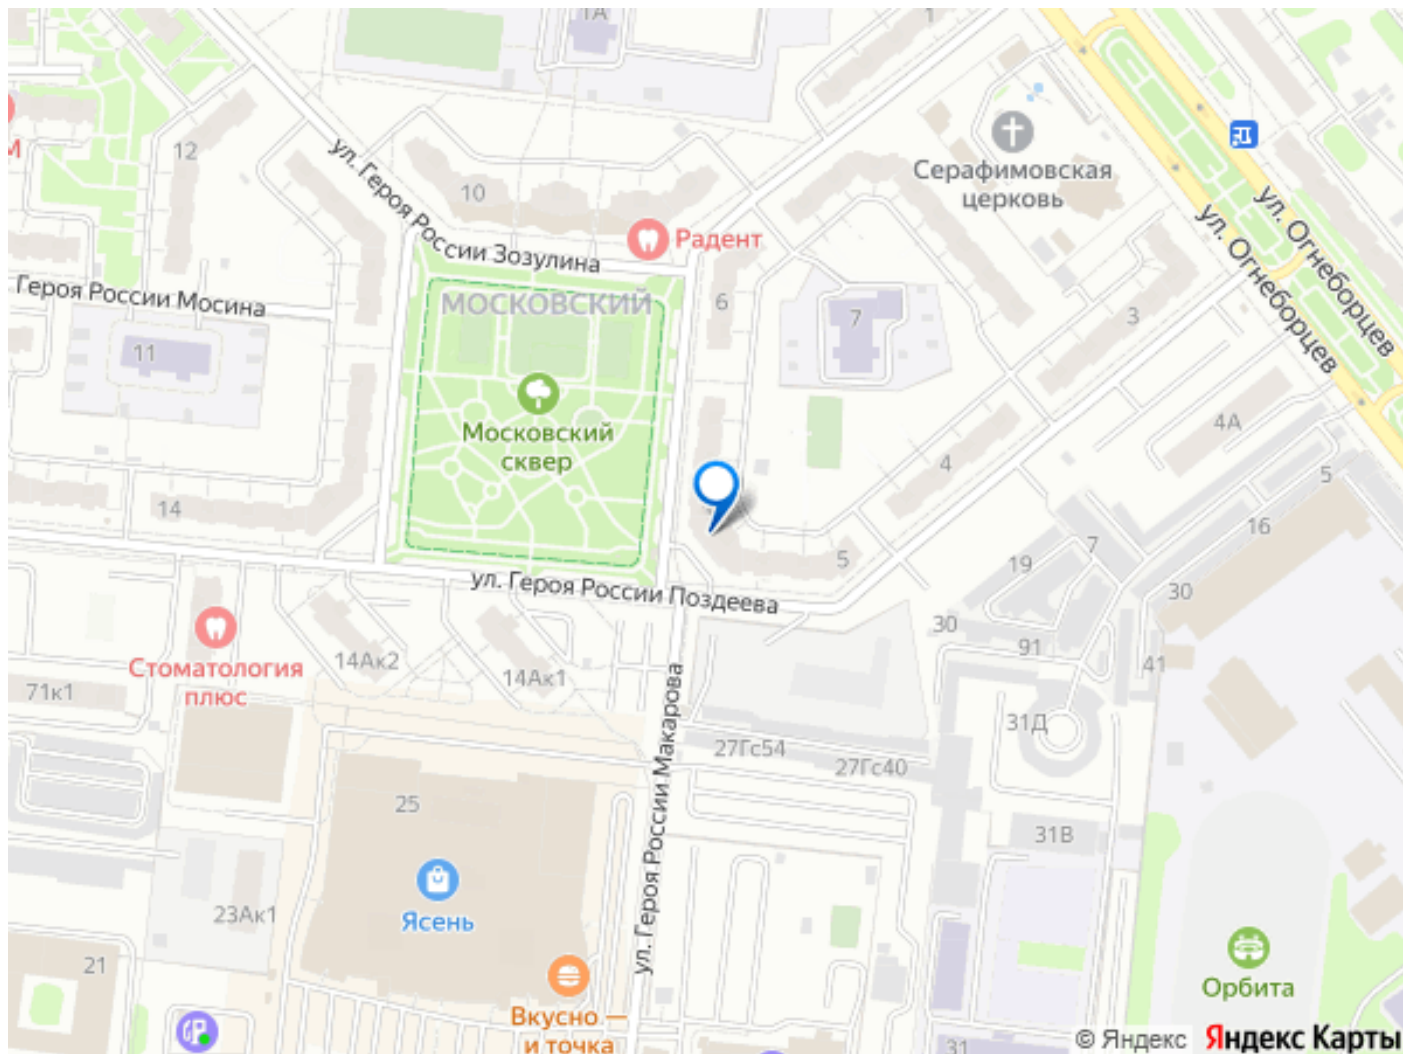 1А
1
12
М
ул. Героя России Зозулина
10
Радент
Серафимовская
церковь
ул. Огнеборцев
ул. Огнеборцев
Героя России Мосина
МОСКОВСКИЙ
6
7
3
11
Московский
сквер
4А
4
5
14
16
5
19
7
ул. Героя России Поздеева
30
30
91
41
Стоматология
плюс
14Ак2
14Ак1
71к1
31Д
27Гс54
27Гс40
ул. Героя России Макарова
25
31В
Ясень
23Ак1
21
Орбита
Вкусно —
и точка
31
© Яндекс Яндекс Карты